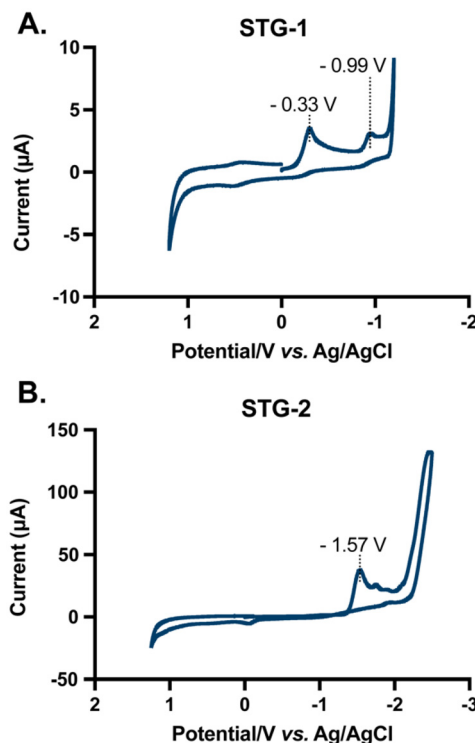 A.
STG-1
- 0.99 V
- 0.33 V
10
5
0
-5
-10
Current (μA)
2 1 0 -1 -2
Potential/V vs. Ag/AgCl
B.
STG-2
150
100
50
0
-50
- 1.57 V
Current (μA)
2 1 0 -1 -2 -3
Potential/V vs. Ag/AgCl